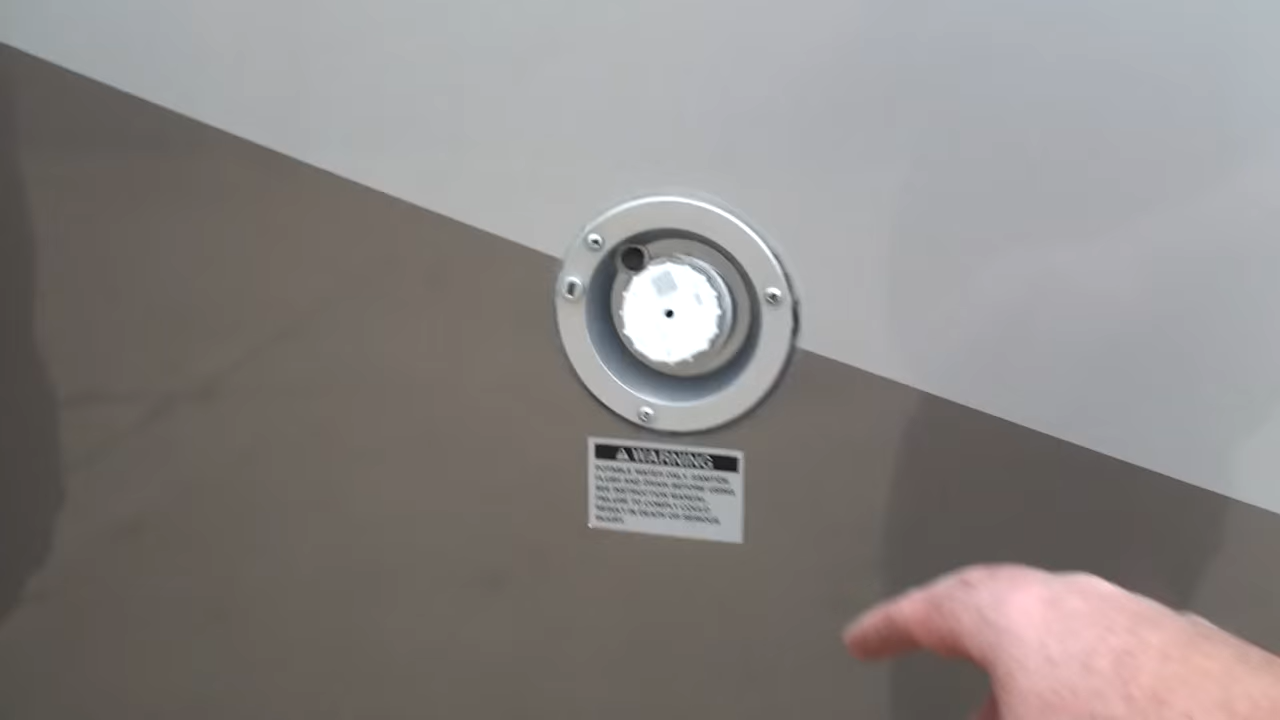 WARNING
POTABLE WATER ONLY. SANITIZE,
FLUSH AND DRAIN BEFORE USING.
SEE INSTRUCTION MANUAL.
FAILURE TO COMPLY COULD
RESULT IN DEATH OR SERIOUS
INJURY.